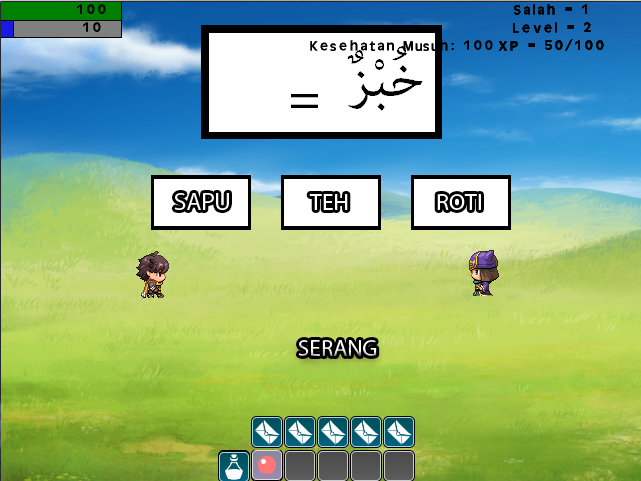 100
10
Salah = 1
Level = 2
Kesehatan Musuh: 100 XP = 50/100
= خُبْزٌ
SAPU
TEH
ROTI
SERANG